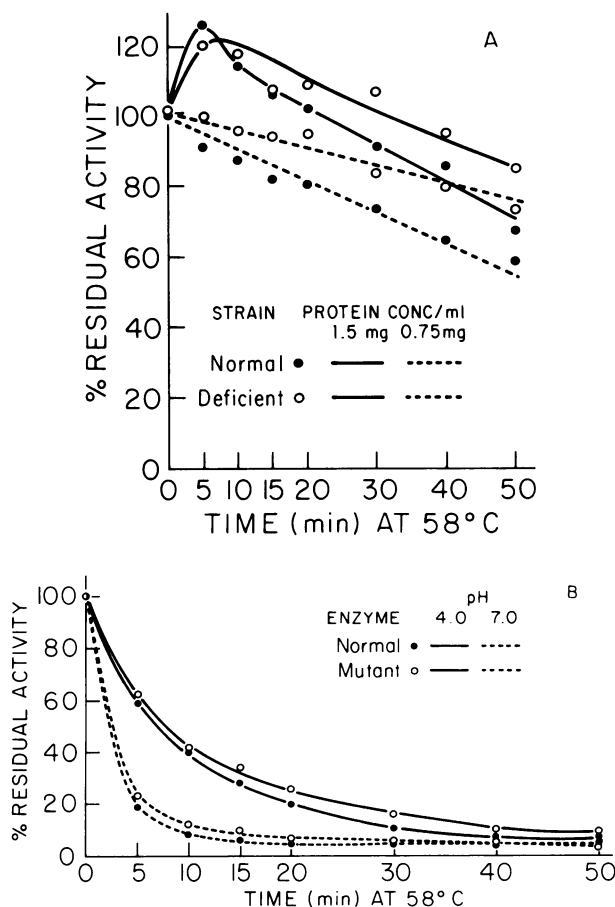 A
% RESIDUAL ACTIVITY
120
100
80
60
40
20
0
STRAIN PROTEIN CONC/ml
1.5 mg 0.75mg
Normal
Deficient
0 5 10 15 20 30 40 50
TIME (min) AT 58°C
B
% RESIDUAL ACTIVITY
100
80
60
40
20
0
pH
ENZYME 4.0 7.0
Normal
Mutant
0 5 10 15 20 30 40 50
TIME (min) AT 58°C